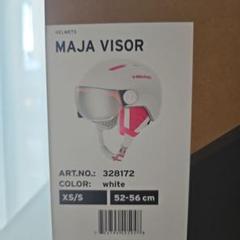 HELMETS
MAJA VISOR
HEAD
ART.NO.: 328172
COLOR: white
XS/S 52-56 cm